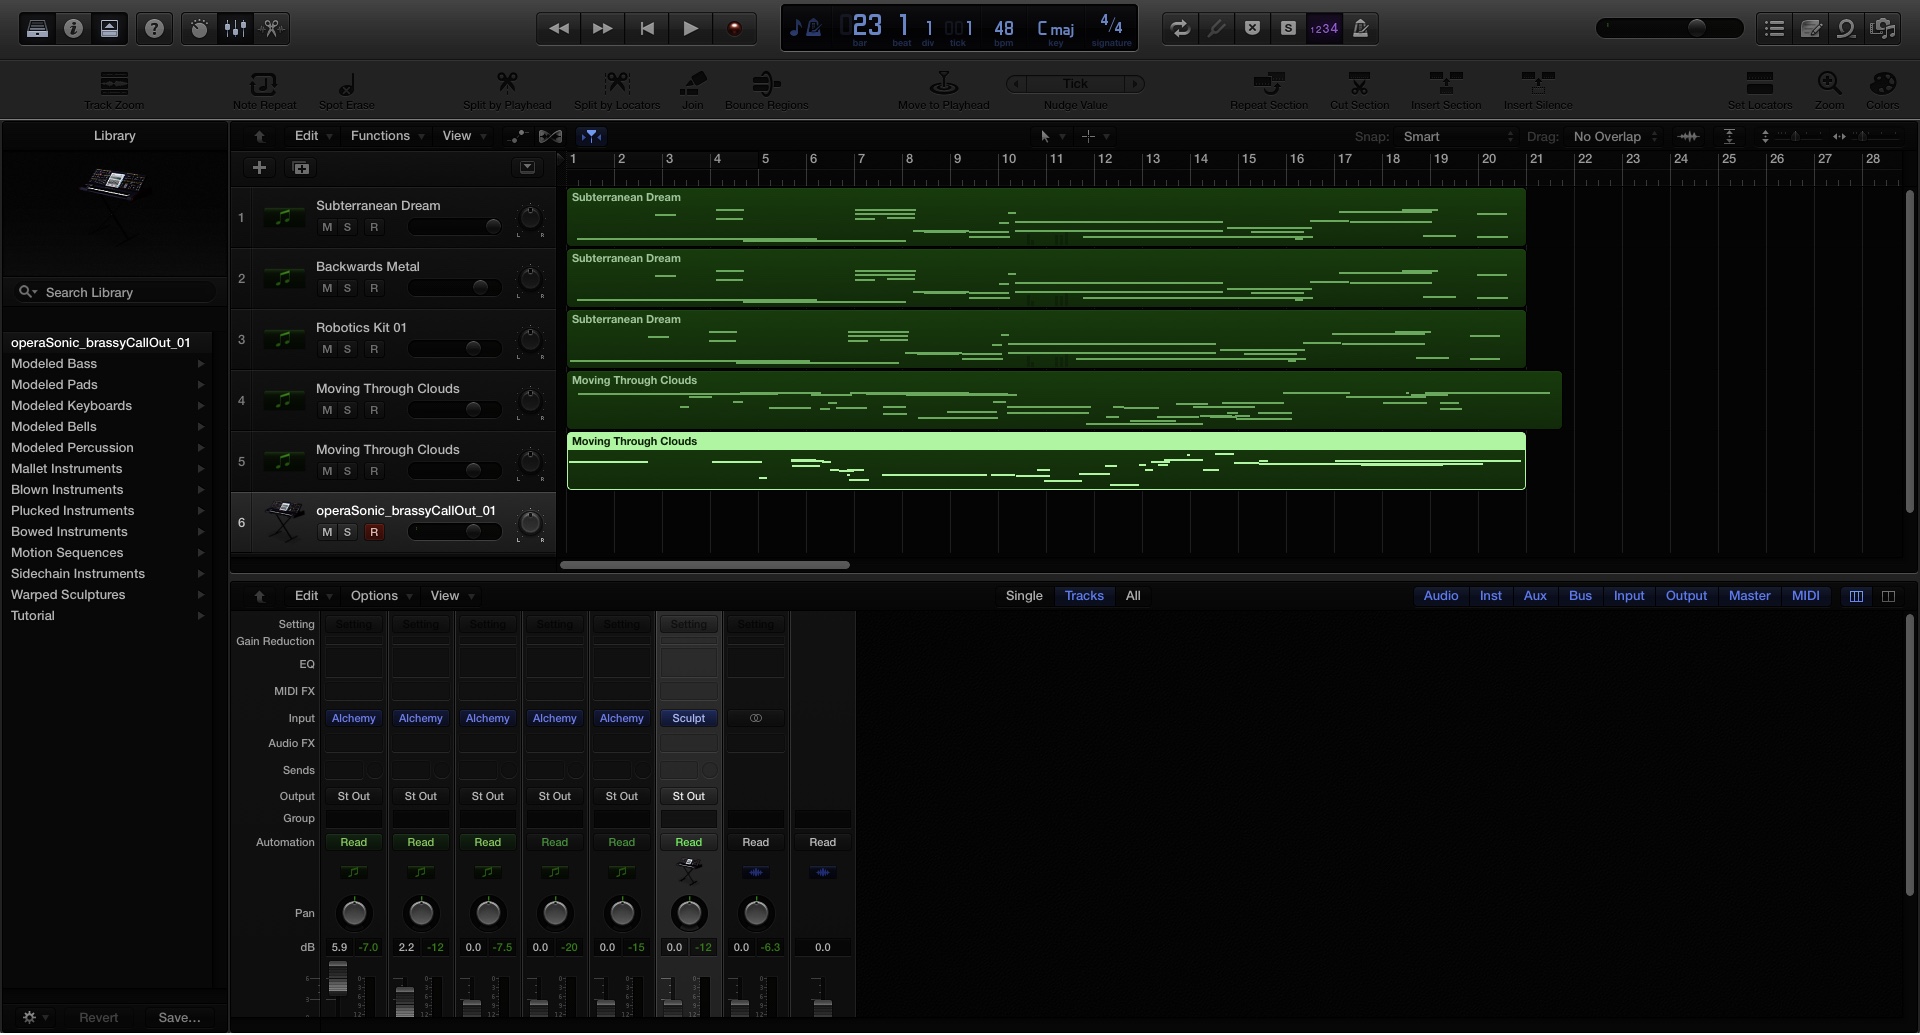 1234
23 1 1 1 48 C maj 4/4
bar beat div tick bpm key signature
Track Zoom Note Repeat Spot Erase Split by Playhead Split by Locators Join Bounce Regions Move to Playhead Tick Nudge Value Repeat Section Cut Section Insert Section Insert Silence Set Locators Zoom Colors
Library
Edit Functions View Snap: Smart Drag: No Overlap
1 2 3 4 5 6 7 8 9 10 11 12 13 14 15 16 17 18 19 20 21 22 23 24 25 26 27 28
Search Library
operaSonic_brassyCallOut_01
Modeled Bass
Modeled Pads
Modeled Keyboards
Modeled Bells
Modeled Percussion
Mallet Instruments
Blown Instruments
Plucked Instruments
Bowed Instruments
Motion Sequences
Sidechain Instruments
Warped Sculptures
Tutorial
Revert Save...
1 Subterranean Dream
M S R L R
Subterranean Dream
2 Backwards Metal
M S R L R
Subterranean Dream
3 Robotics Kit 01
M S R L R
Subterranean Dream
4 Moving Through Clouds
M S R L R
Moving Through Clouds
5 Moving Through Clouds
M S R L R
Moving Through Clouds
6 operaSonic_brassyCallOut_01
M S R L R
Edit Options View Single Tracks All Audio Inst Aux Bus Input Output Master MIDI
Setting Setting Setting Setting Setting Setting Setting Setting
Gain Reduction
EQ
MIDI FX
Input Alchemy Alchemy Alchemy Alchemy Alchemy Sculpt
Audio FX
Sends
Output St Out St Out St Out St Out St Out St Out
Group
Automation Read Read Read Read Read Read Read Read
Pan
dB 5.9 -7.0 2.2 -12 0.0 -7.5 0.0 -20 0.0 -15 0.0 -12 0.0 -6.3 0.0